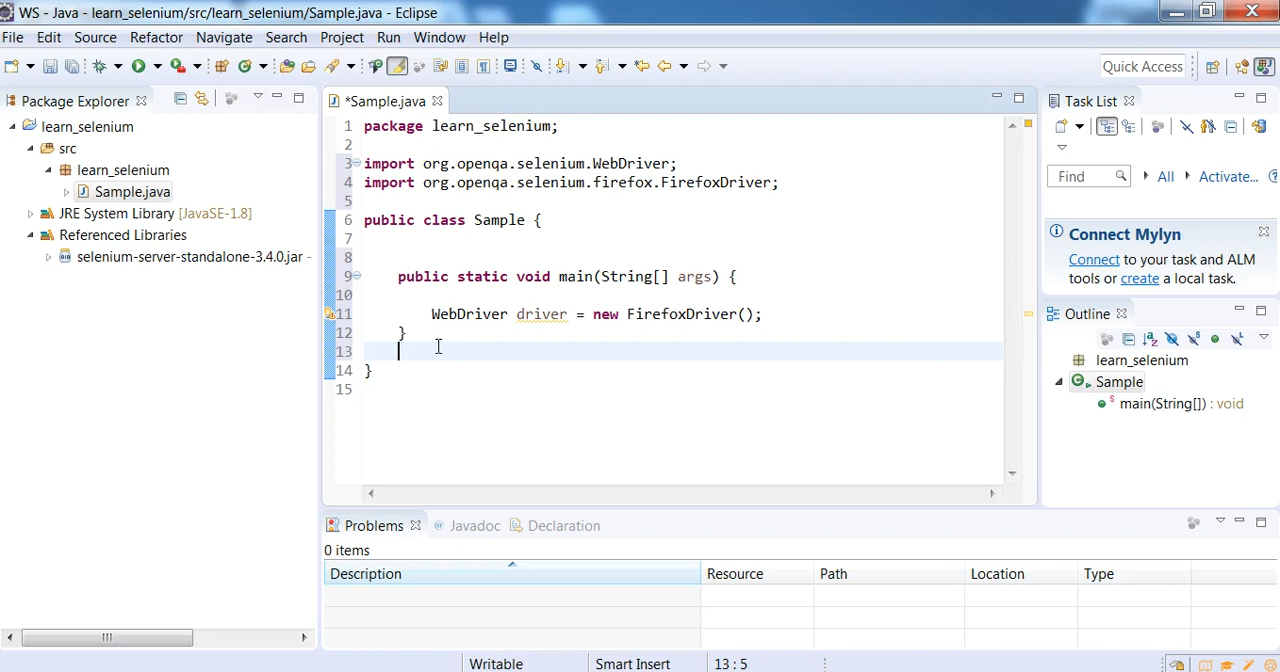 WS - Java - learn_selenium/src/learn_selenium/Sample.java - Eclipse
File Edit Source Refactor Navigate Search Project Run Window Help
Quick Access
Package Explorer
learn_selenium
src
learn_selenium
Sample.java
JRE System Library [JavaSE-1.8]
Referenced Libraries
selenium-server-standalone-3.4.0.jar -
*Sample.java
1 package learn_selenium;
2
3 import org.openqa.selenium.WebDriver;
4 import org.openqa.selenium.firefox.FirefoxDriver;
5
6 public class Sample {
7
8
9 public static void main(String[] args) {
10
11 WebDriver driver = new FirefoxDriver();
12 }
13
14 }
15
Task List
Find All Activate...
Connect Mylyn
Connect to your task and ALM
tools or create a local task.
Outline
learn_selenium
Sample
main(String[]) : void
Problems @ Javadoc Declaration
0 items
Description Resource Path Location Type
Writable Smart Insert 13 : 5